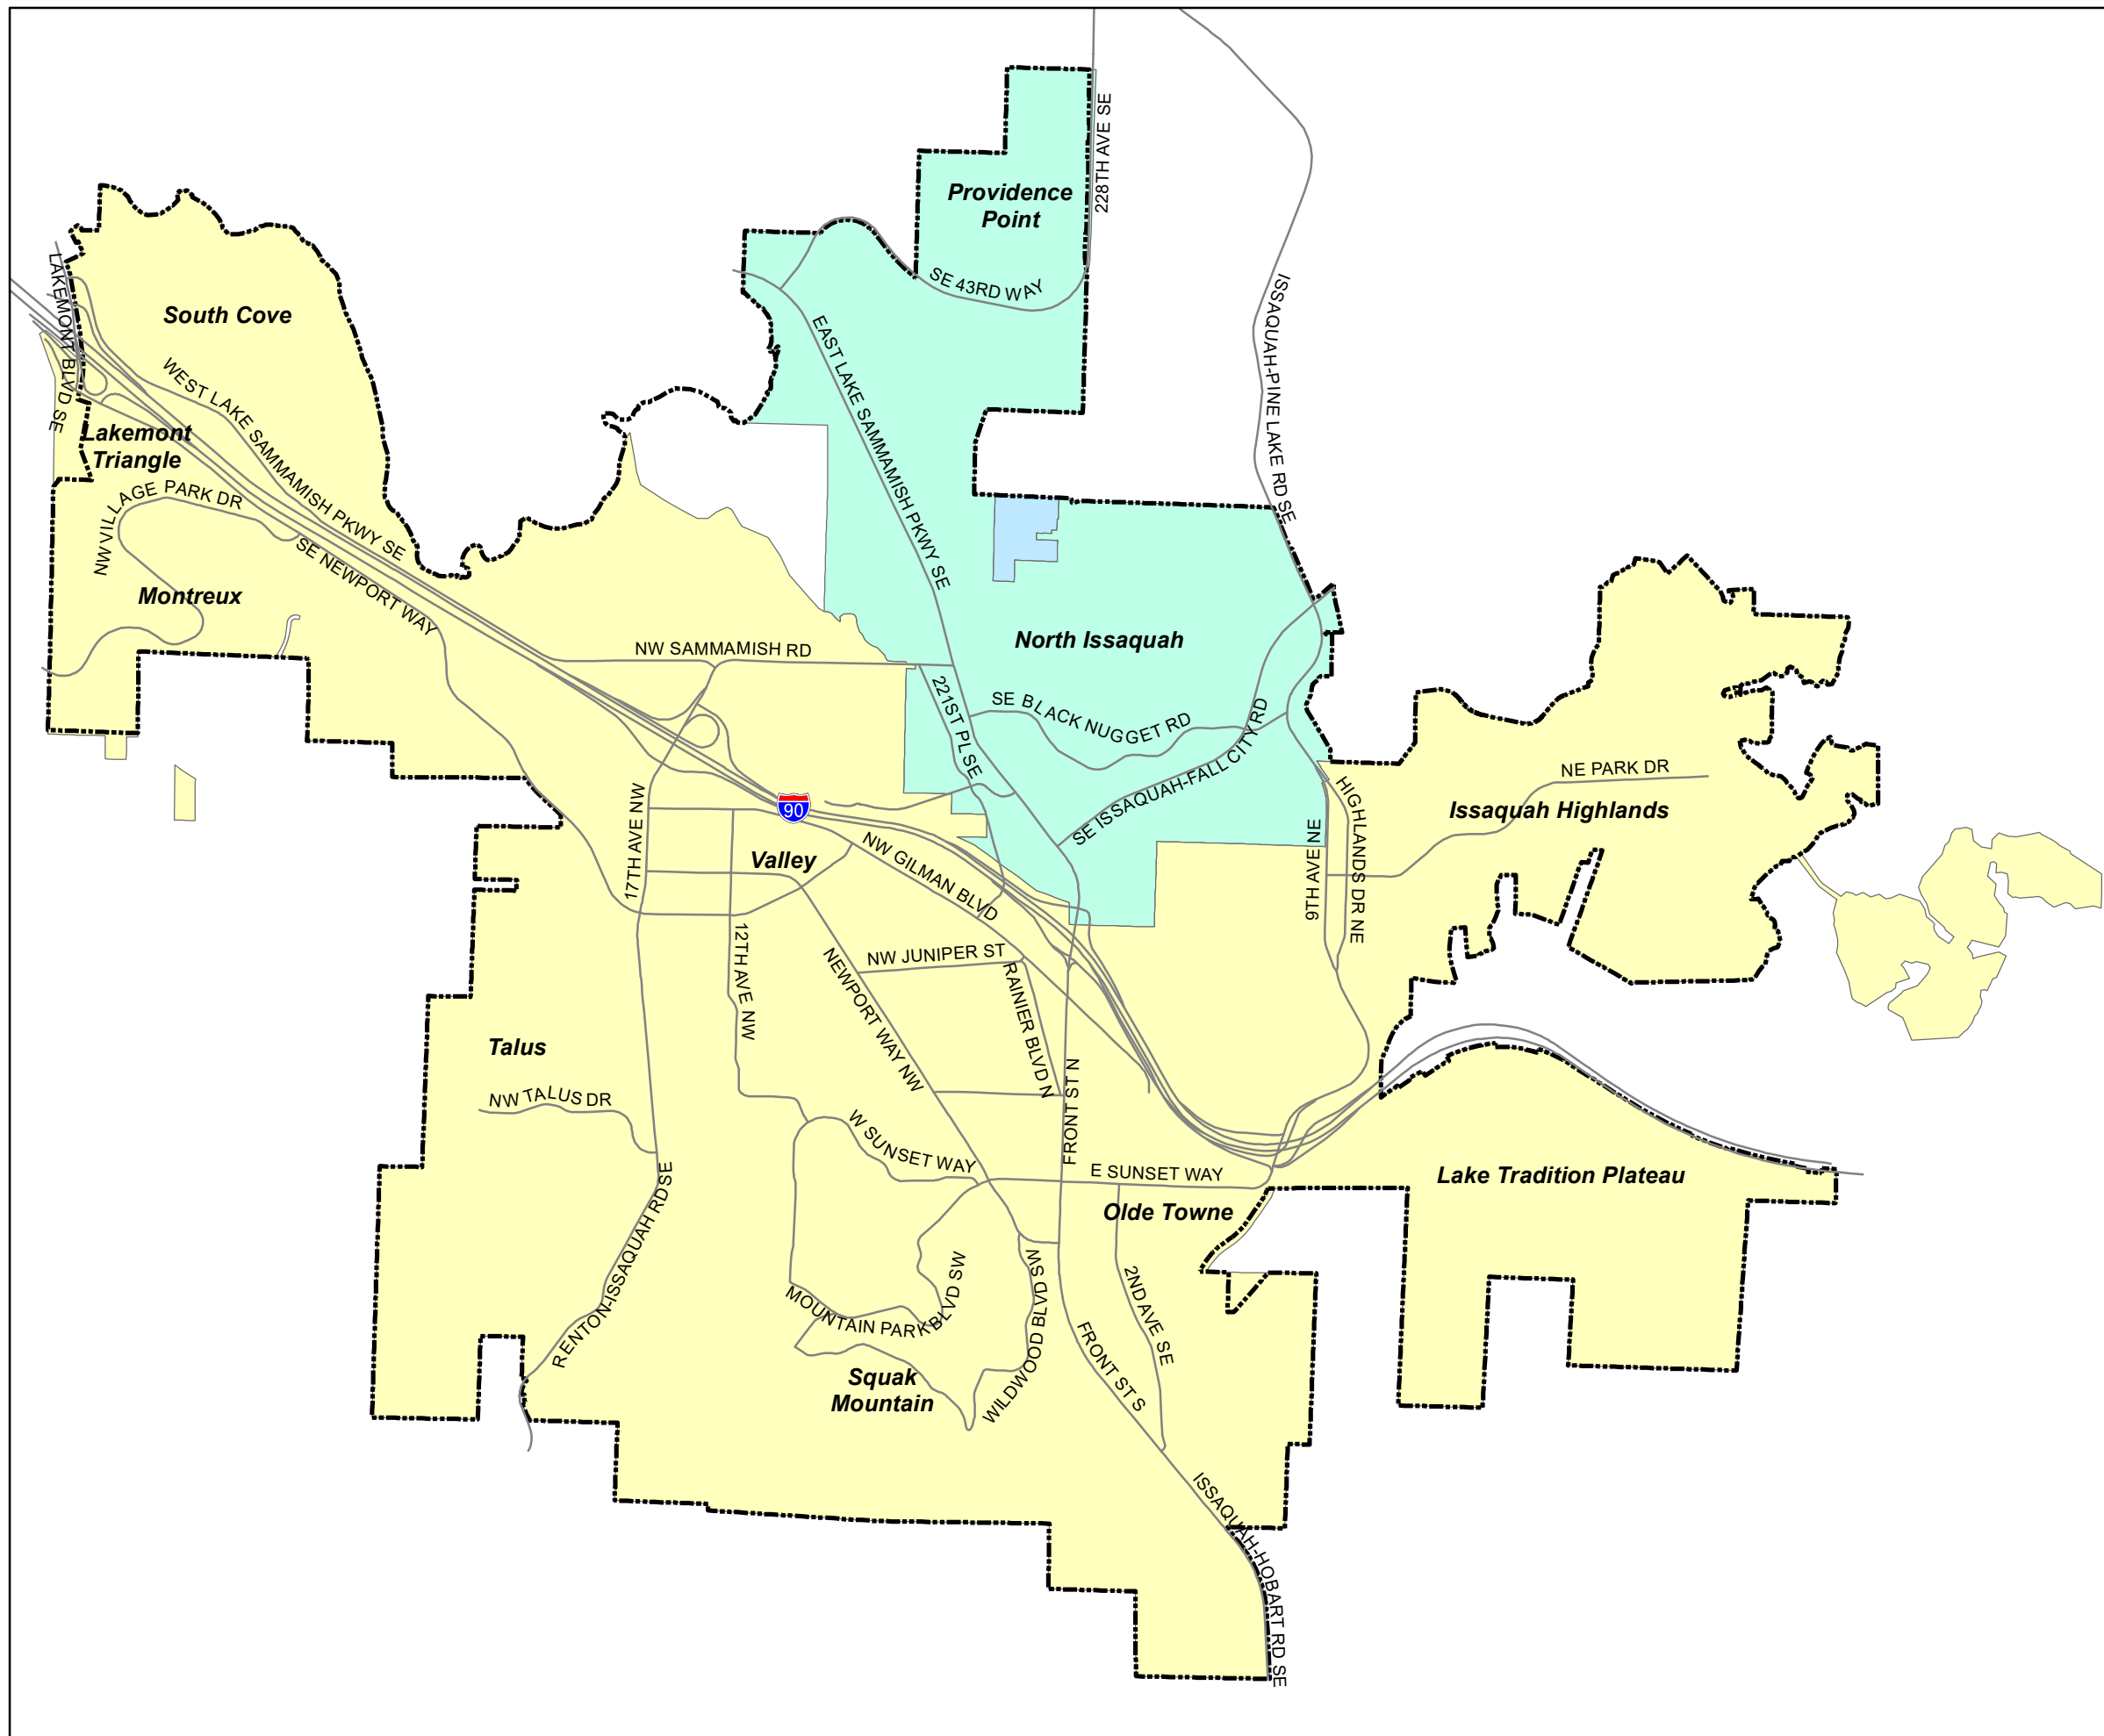 228TH AVE SE
Providence
Point
SE 43RD WAY
ISSAQUAH-PINE LAKE RD SE
LAKEMONT BLVD SE
South Cove
EAST LAKE SAMMAMISH PKWY SE
WEST LAKE SAMMAMISH PKWY SE
Lakemont
Triangle
NW VILLAGE PARK DR
SE NEWPORT WAY
Montreux
North Issaquah
NW SAMMAMISH RD
221ST PL SE
SE BLACK NUGGET RD
SE ISSAQUAH-FALL CITY RD
HIGHLANDS DR NE
NE PARK DR
Issaquah Highlands
90
17TH AVE NW
Valley
NW GILMAN BLVD
9TH AVE NE
12TH AVE NW
NEWPORT WAY NW
NW JUNIPER ST
RAINIER BLVD N
Talus
NW TALUS DR
FRONT ST N
W SUNSET WAY
E SUNSET WAY
Lake Tradition Plateau
Olde Towne
RENTON-ISSAQUAH RD SE
MOUNTAIN PARK BLVD SW
WILDWOOD BLVD SW
2ND AVE SE
FRONT ST S
Squak
Mountain
ISSAQUAH-HOBART RD SE